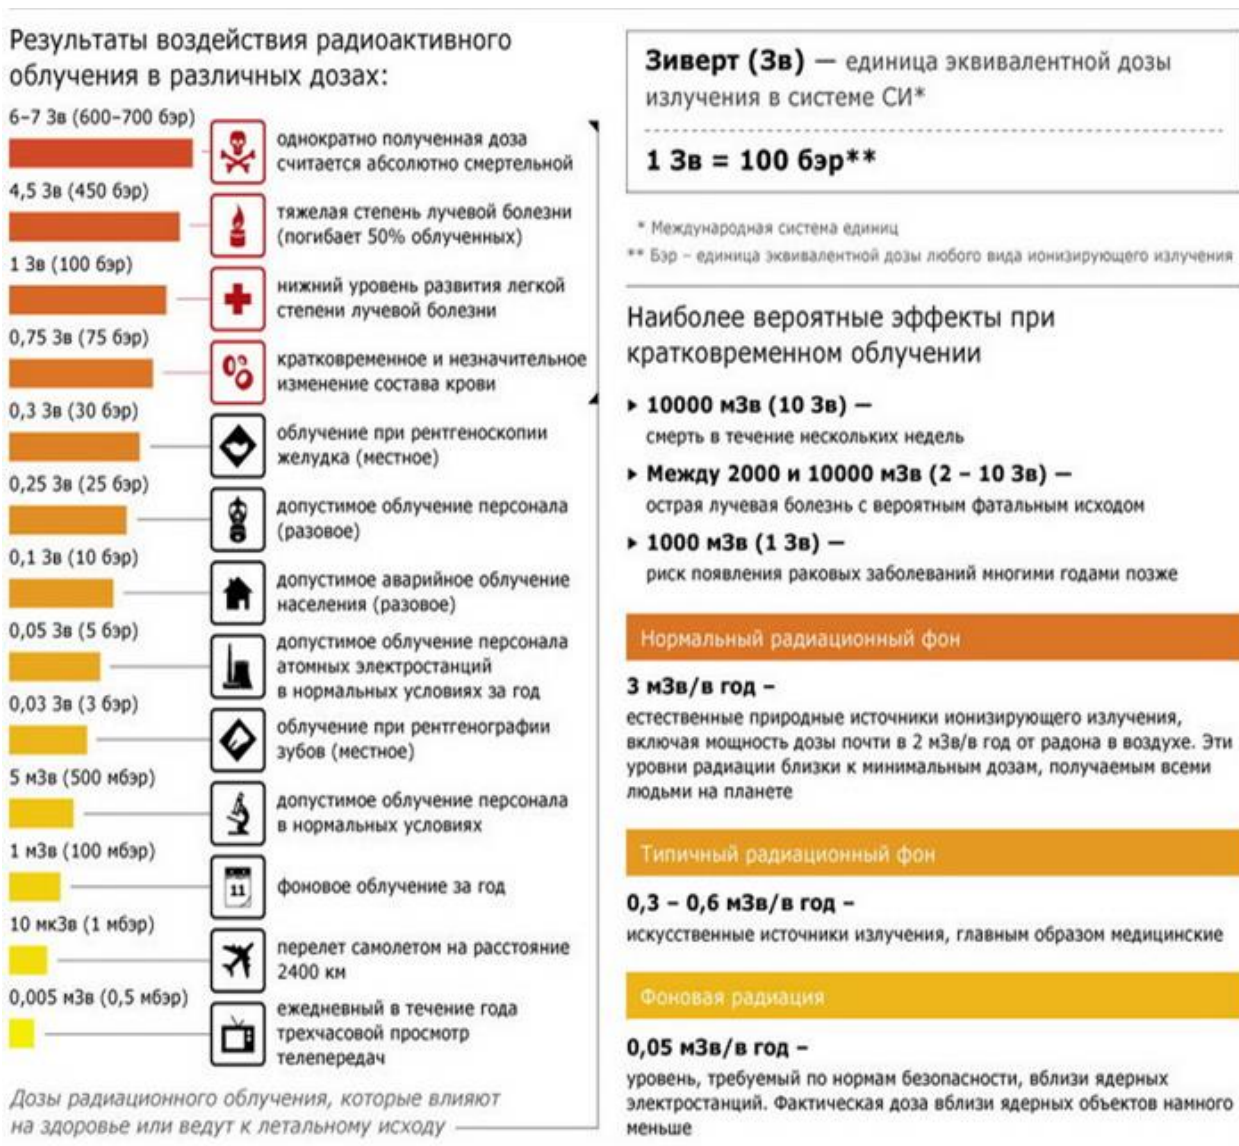 Результаты воздействия радиоактивного
облучения в различных дозах:
6–7 Зв (600–700 бэр)
однократно полученная доза
считается абсолютно смертельной
4,5 Зв (450 бэр)
тяжелая степень лучевой болезни
(погибает 50% облученных)
1 Зв (100 бэр)
нижний уровень развития легкой
степени лучевой болезни
0,75 Зв (75 бэр)
кратковременное и незначительное
изменение состава крови
0,3 Зв (30 бэр)
облучение при рентгеноскопии
желудка (местное)
0,25 Зв (25 бэр)
допустимое облучение персонала
(разовое)
0,1 Зв (10 бэр)
допустимое аварийное облучение
населения (разовое)
0,05 Зв (5 бэр)
допустимое облучение персонала
атомных электростанций
в нормальных условиях за год
0,03 Зв (3 бэр)
облучение при рентгенографии
зубов (местное)
5 мЗв (500 мбэр)
допустимое облучение персонала
в нормальных условиях
1 мЗв (100 мбэр)
11
фоновое облучение за год
10 мкЗв (1 мбэр)
перелет самолетом на расстояние
2400 км
0,005 мЗв (0,5 мбэр)
ежедневный в течение года
трехчасовой просмотр
телепередач
Дозы радиационного облучения, которые влияют
на здоровье или ведут к летальному исходу
Зиверт (Зв) — единица эквивалентной дозы
излучения в системе СИ*
1 Зв = 100 бэр**
* Международная система единиц
** Бэр – единица эквивалентной дозы любого вида ионизирующего излучения
Наиболее вероятные эффекты при
кратковременном облучении
10000 мЗв (10 Зв) —
смерть в течение нескольких недель
Между 2000 и 10000 мЗв (2 – 10 Зв) —
острая лучевая болезнь с вероятным фатальным исходом
1000 мЗв (1 Зв) —
риск появления раковых заболеваний многими годами позже
Нормальный радиационный фон
3 мЗв/в год –
естественные природные источники ионизирующего излучения,
включая мощность дозы почти в 2 мЗв/в год от радона в воздухе. Эти
уровни радиации близки к минимальным дозам, получаемым всеми
людьми на планете
Типичный радиационный фон
0,3 – 0,6 мЗв/в год –
искусственные источники излучения, главным образом медицинские
Фоновая радиация
0,05 мЗв/в год –
уровень, требуемый по нормам безопасности, вблизи ядерных
электростанций. Фактическая доза вблизи ядерных объектов намного
меньше